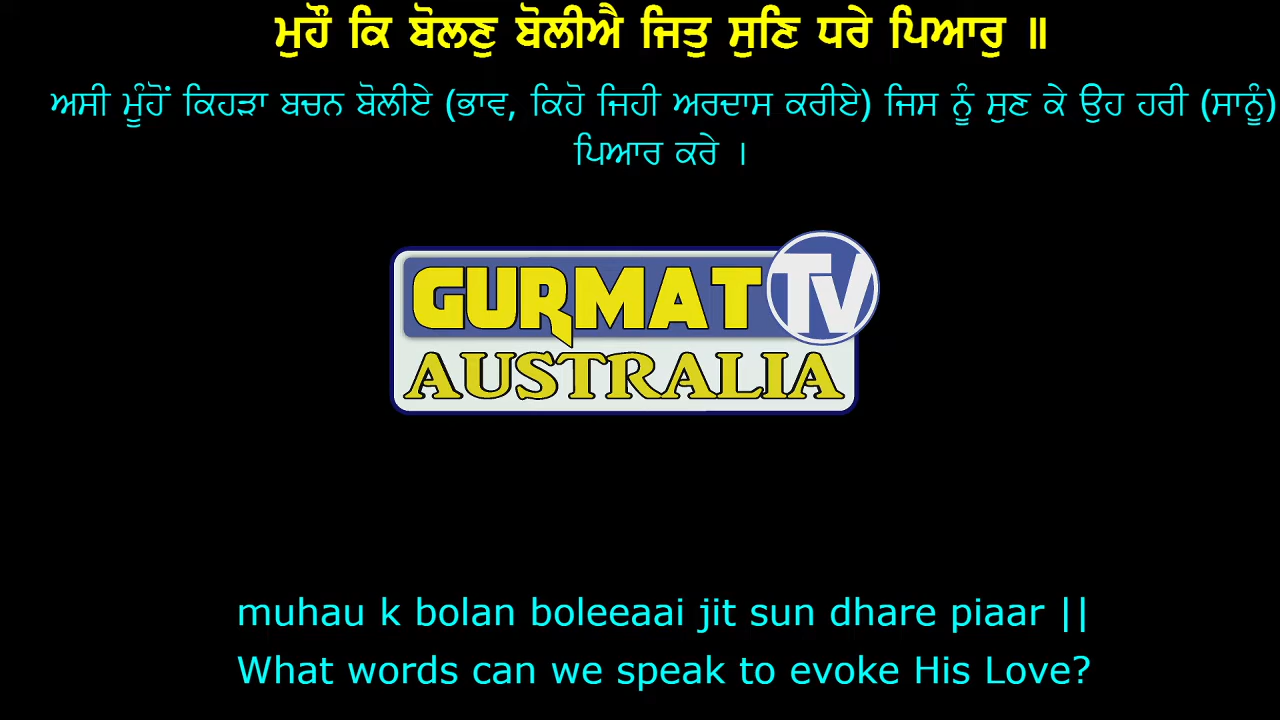 ਮੁਹੌ ਕਿ ਬੋਲਣੁ ਬੋਲੀਐ ਜਿਤੁ ਸੁਣਿ ਧਰੇ ਪਿਆਰੁ ॥
ਅਸੀ ਮੂੰਹੋਂ ਕਿਹੜਾ ਬਚਨ ਬੋਲੀਏ (ਭਾਵ, ਕਿਹੋ ਜਿਹੀ ਅਰਦਾਸ ਕਰੀਏ) ਜਿਸ ਨੂੰ ਸੁਣ ਕੇ ਉਹ ਹਰੀ (ਸਾਨੂੰ)
ਪਿਆਰ ਕਰੇ ।
GURMAT TV
AUSTRALIA
muhau k bolan boleeaai jit sun dhare piaar ||
What words can we speak to evoke His Love?